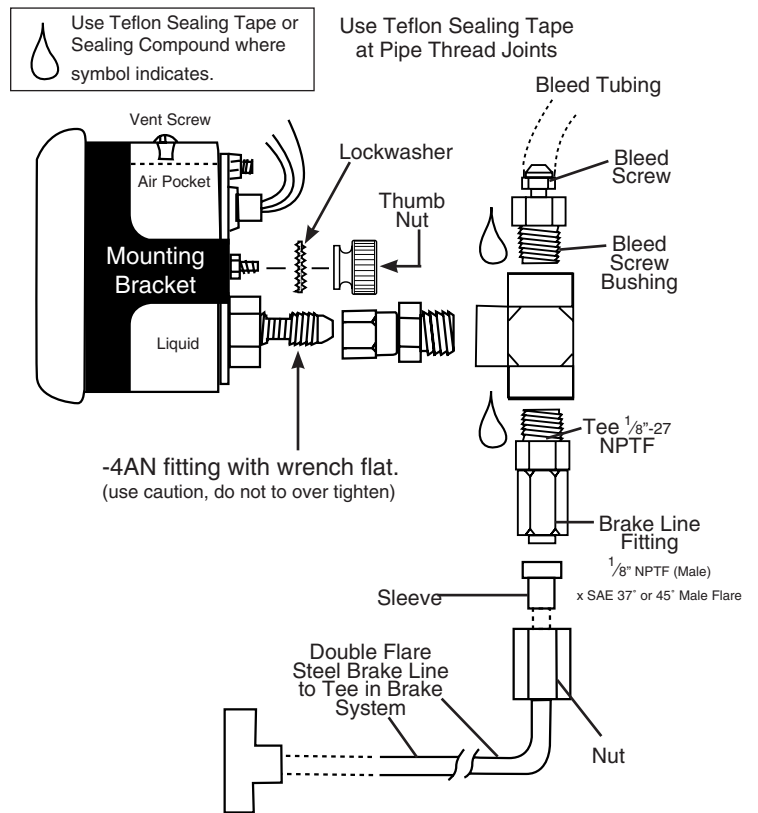 Use Teflon Sealing Tape or
Sealing Compound where
symbol indicates.
Use Teflon Sealing Tape
at Pipe Thread Joints
Bleed Tubing
Vent Screw
Lockwasher
Bleed
Screw
Air Pocket
Thumb
Nut
Mounting
Bracket
Bleed
Screw
Bushing
Liquid
Tee 1/8"-27
NPTF
-4AN fitting with wrench flat.
(use caution, do not to over tighten)
Brake Line
Fitting
1/8" NPTF (Male)
x SAE 37˚ or 45˚ Male Flare
Sleeve
Double Flare
Steel Brake Line
to Tee in Brake
System
Nut